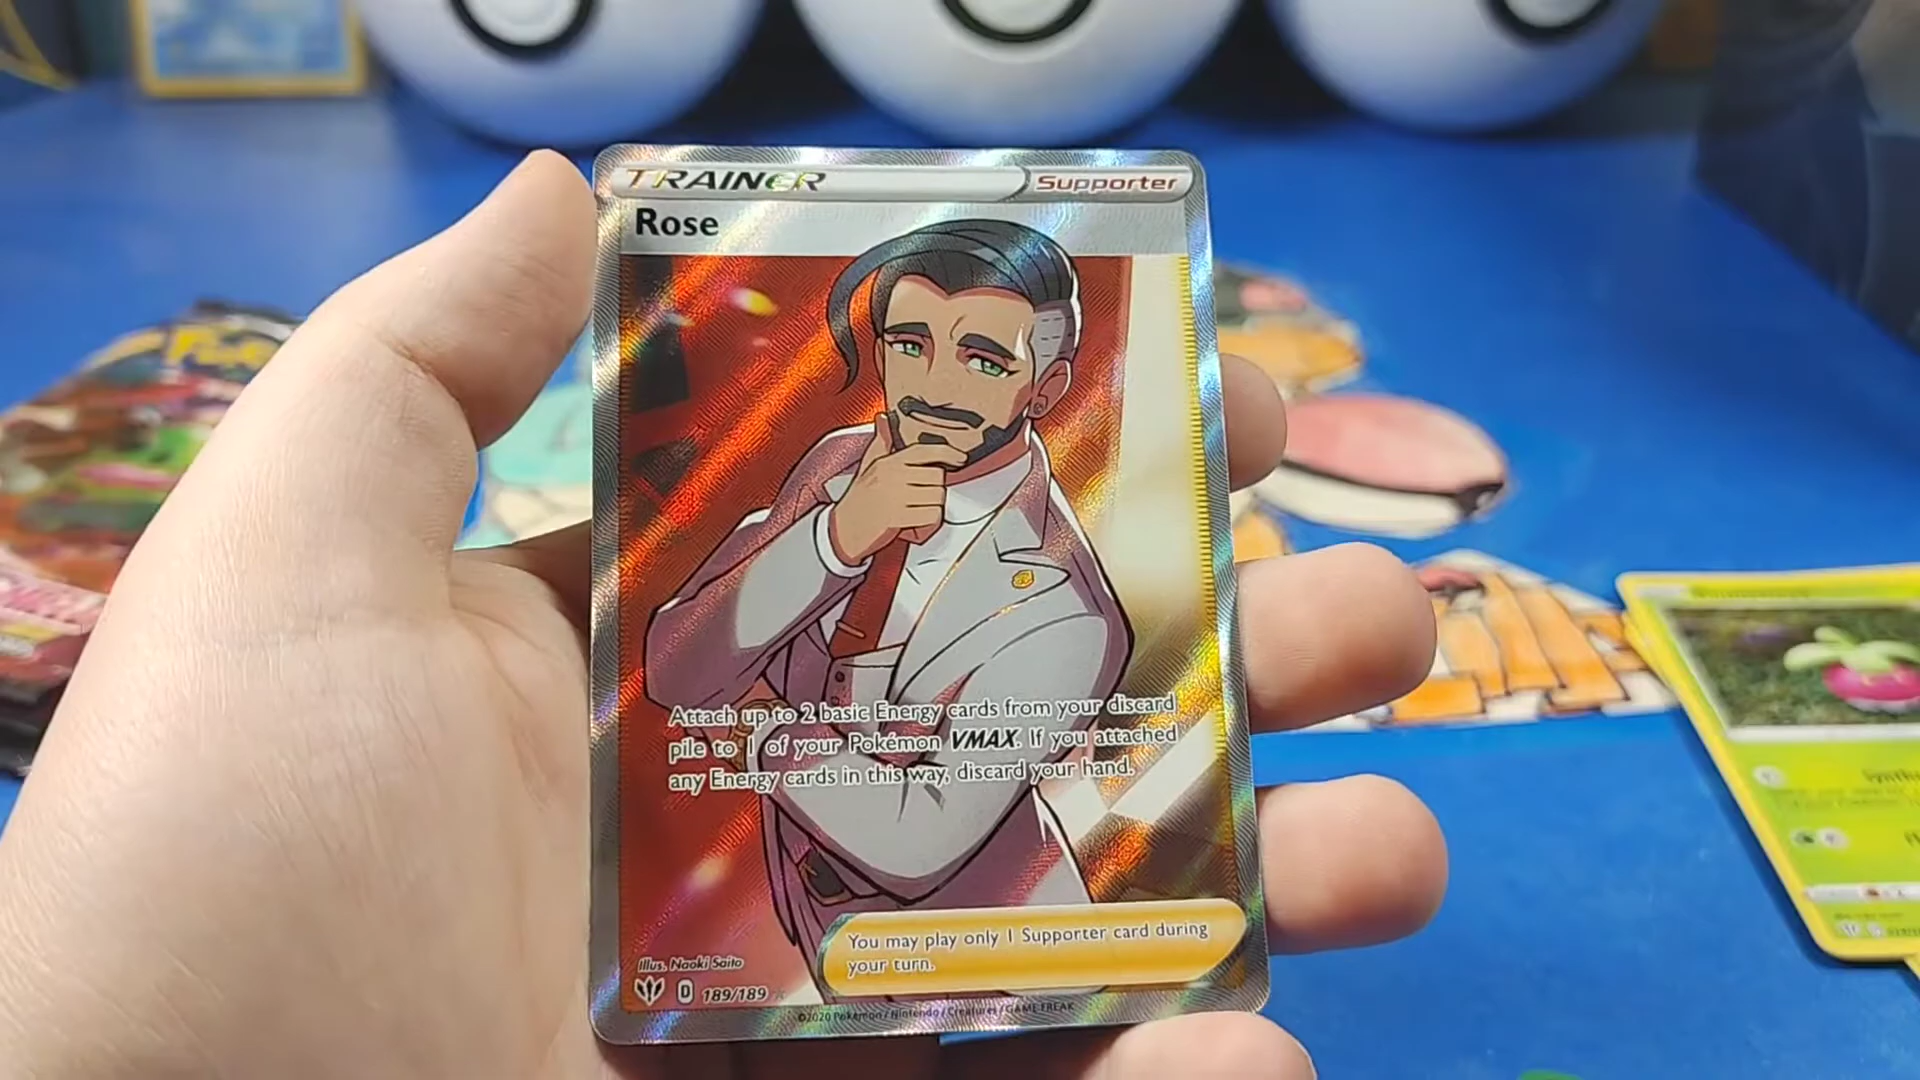 TRAINER
Supporter
Rose
Attach up to 2 basic Energy cards from your discard
pile to 1 of your Pokémon VMAX. If you attached
any Energy cards in this way, discard your hand.
You may play only 1 Supporter card during
your turn.
Illus. Naoki Saito
D 189/189
©2020 Pokémon / Nintendo / Creatures / GAME FREAK